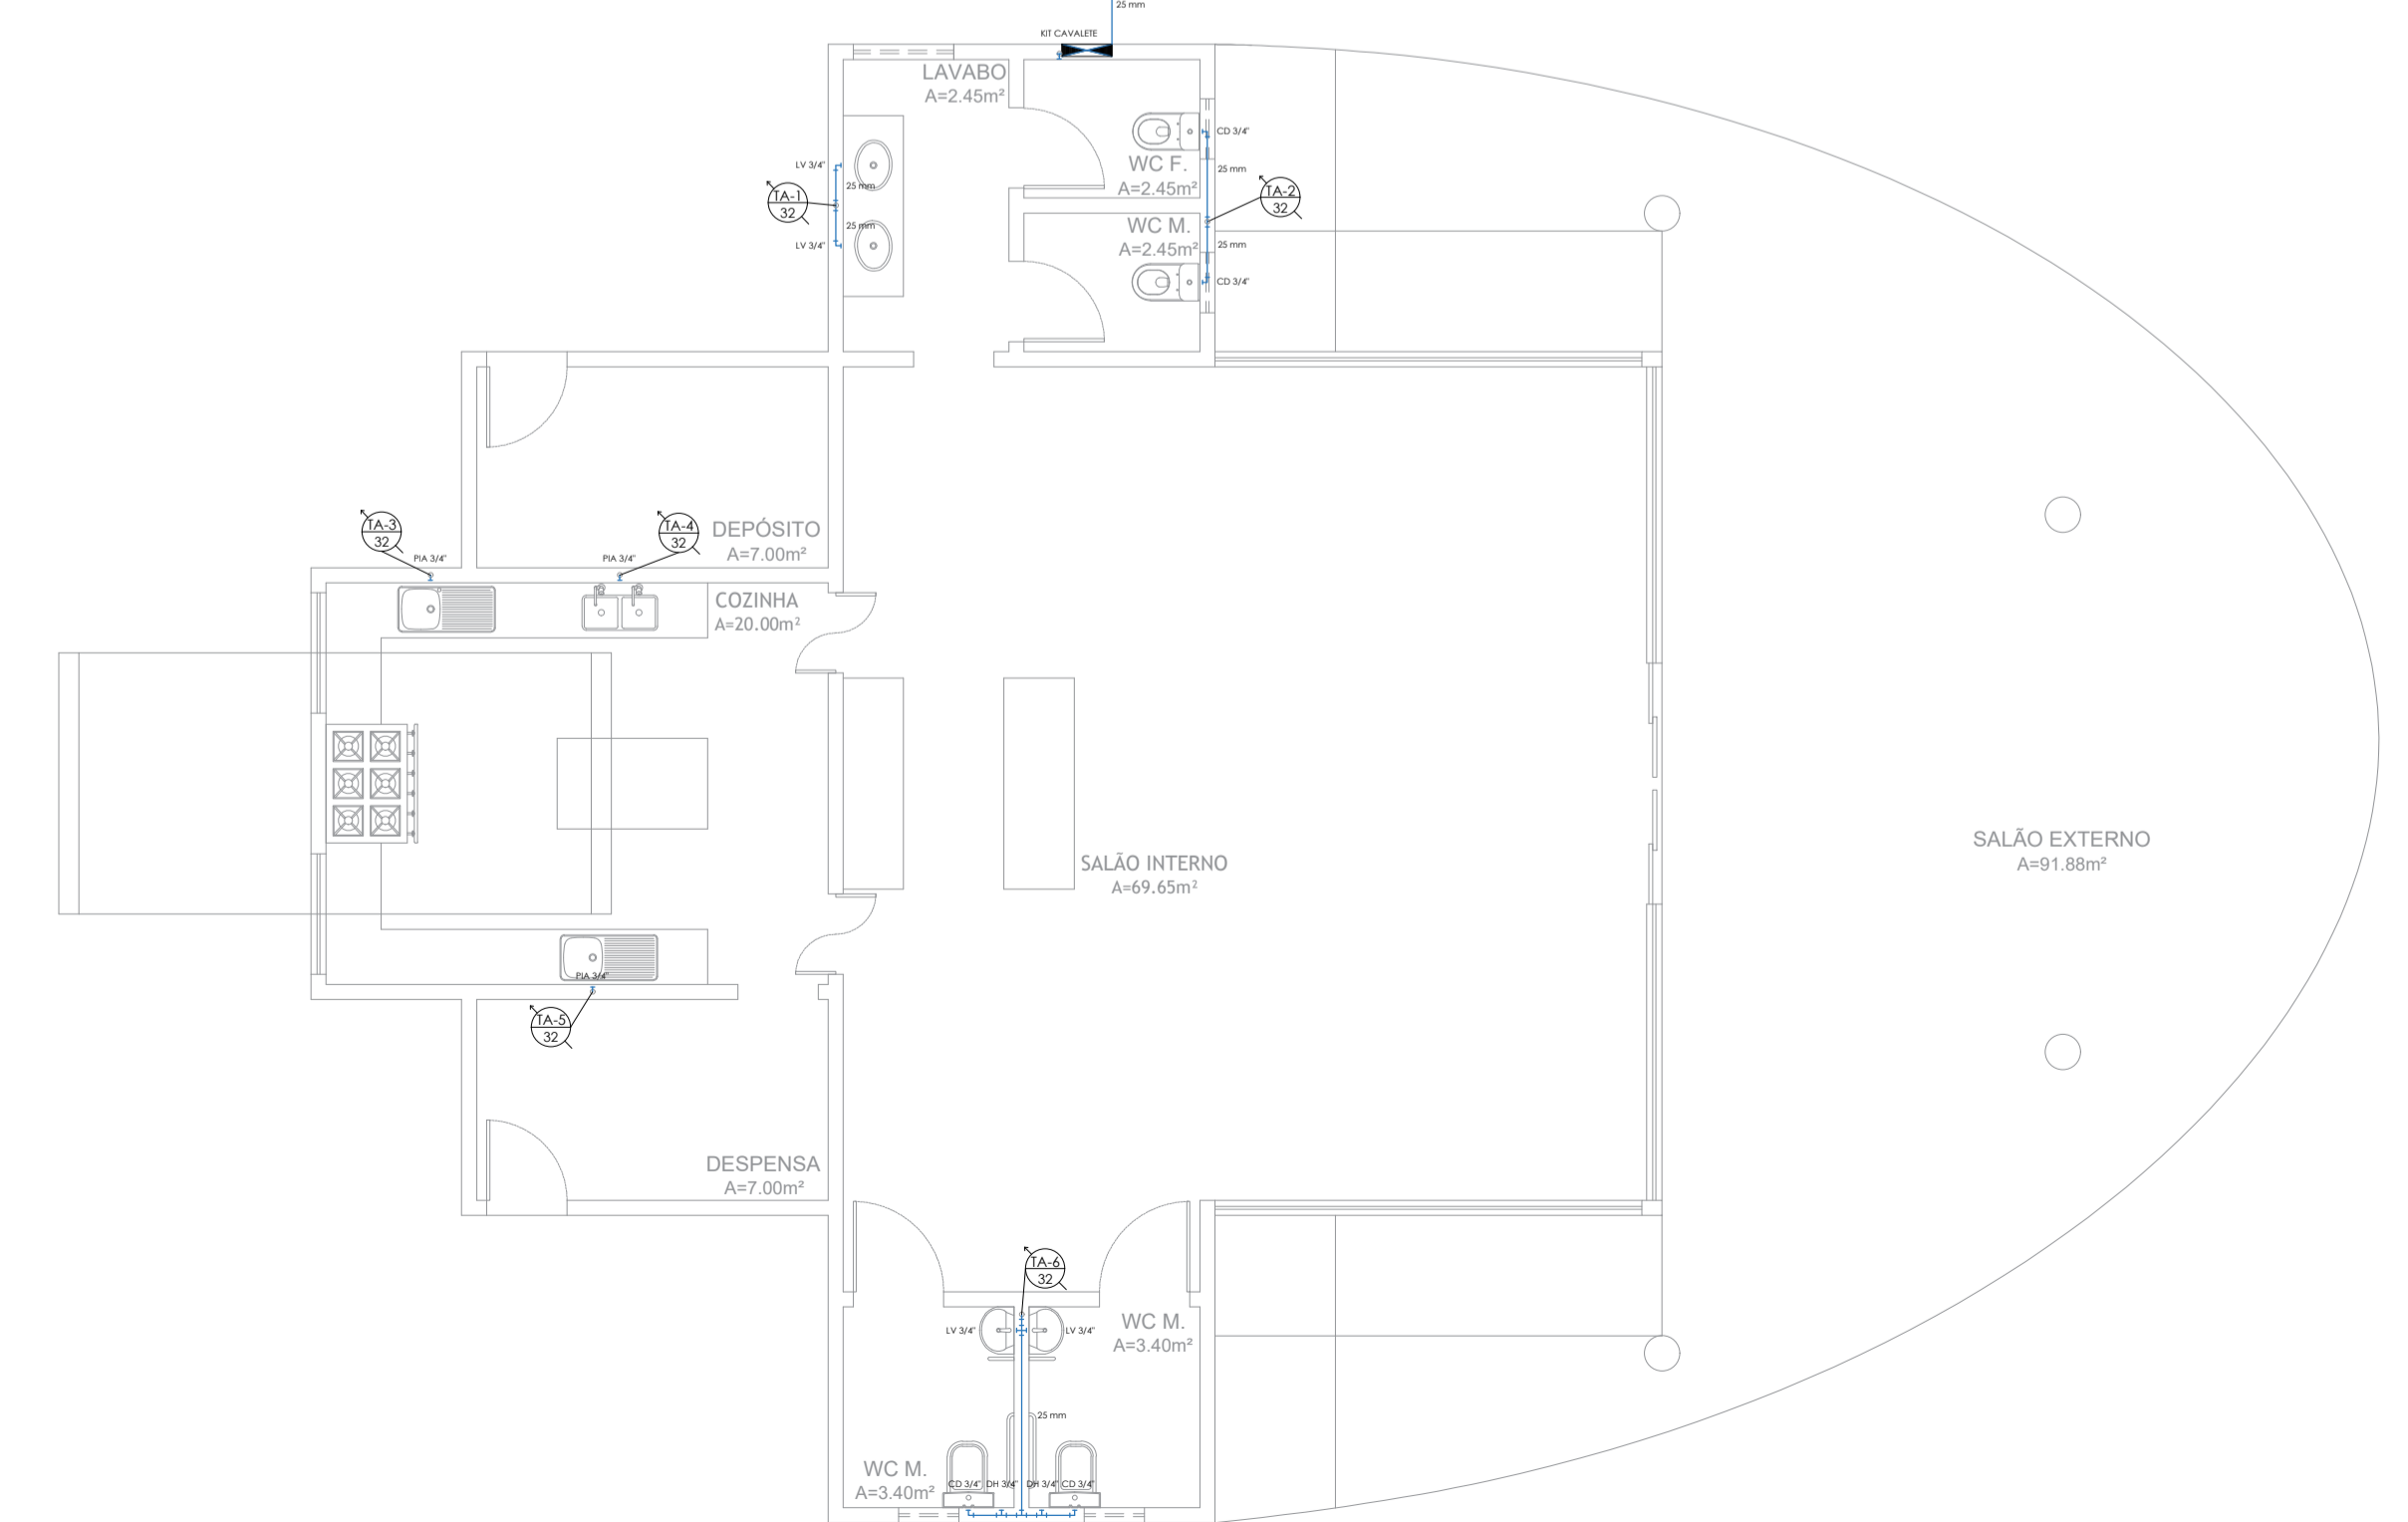 25 mm
KIT CAVALETE
LAVABO
A=2.45m²
CD 3/4"
LV 3/4"
WC F.
A=2.45m²
25 mm
25 mm
TA-1
32
TA-2
32
25 mm
LV 3/4"
WC M.
A=2.45m²
25 mm
CD 3/4"
TA-3
32
TA-4
32
DEPÓSITO
A=7.00m²
PIA 3/4"
PIA 3/4"
COZINHA
A=20.00m²
SALÃO INTERNO
A=69.65m²
SALÃO EXTERNO
A=91.88m²
PIA 3/4"
TA-5
32
DESPENSA
A=7.00m²
TA-6
32
LV 3/4"
LV 3/4"
WC M.
A=3.40m²
25 mm
WC M.
A=3.40m²
CD 3/4"
DH 3/4"
DH 3/4"
CD 3/4"